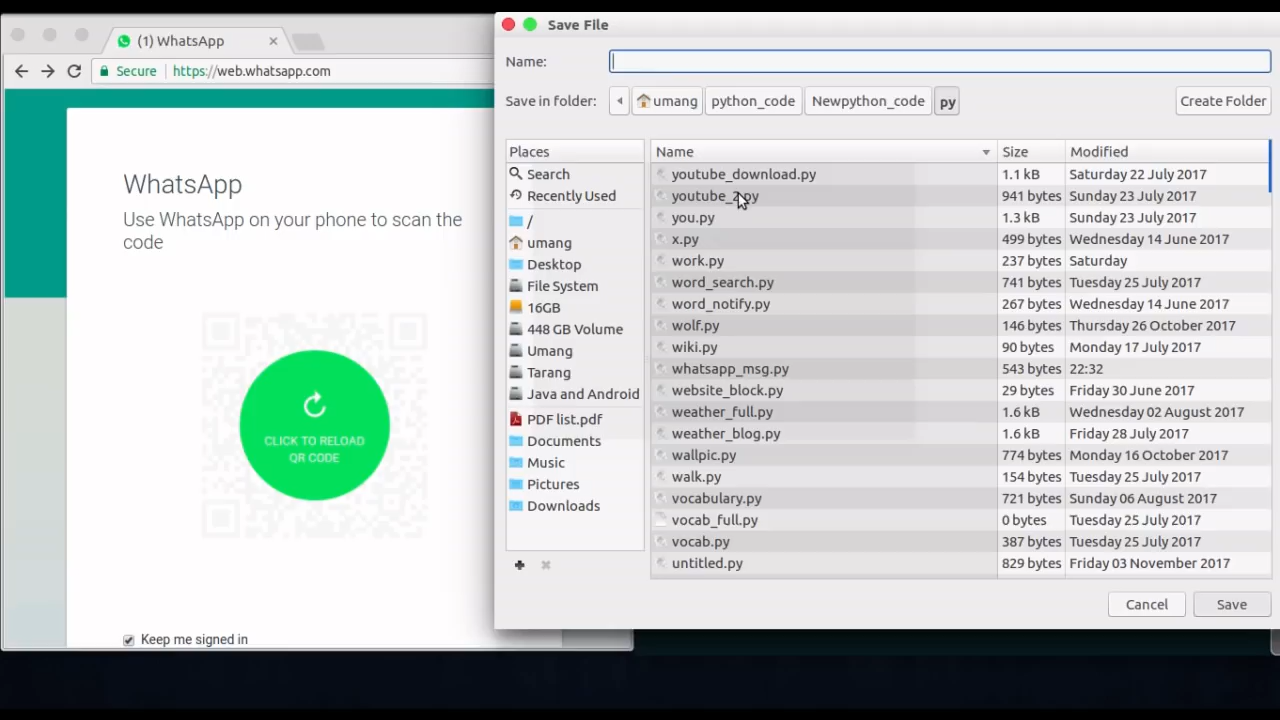 (1) WhatsApp
Secure
https://web.whatsapp.com
WhatsApp
Use WhatsApp on your phone to scan the
code
CLICK TO RELOAD
QR CODE
Keep me signed in
Save File
Name:
Save in folder: umang python_code Newpython_code py Create Folder
Places
Search
Recently Used
/
umang
Desktop
File System
16GB
448 GB Volume
Umang
Tarang
Java and Android
PDF list.pdf
Documents
Music
Pictures
Downloads
Name Size Modified
youtube_download.py 1.1 kB Saturday 22 July 2017
youtube_2.py 941 bytes Sunday 23 July 2017
you.py 1.3 kB Sunday 23 July 2017
x.py 499 bytes Wednesday 14 June 2017
work.py 237 bytes Saturday
word_search.py 741 bytes Tuesday 25 July 2017
word_notify.py 267 bytes Wednesday 14 June 2017
wolf.py 146 bytes Thursday 26 October 2017
wiki.py 90 bytes Monday 17 July 2017
whatsapp_msg.py 543 bytes 22:32
website_block.py 29 bytes Friday 30 June 2017
weather_full.py 1.6 kB Wednesday 02 August 2017
weather_blog.py 1.6 kB Friday 28 July 2017
wallpic.py 774 bytes Monday 16 October 2017
walk.py 154 bytes Tuesday 25 July 2017
vocabulary.py 721 bytes Sunday 06 August 2017
vocab_full.py 0 bytes Tuesday 25 July 2017
vocab.py 387 bytes Tuesday 25 July 2017
untitled.py 829 bytes Friday 03 November 2017
Cancel Save